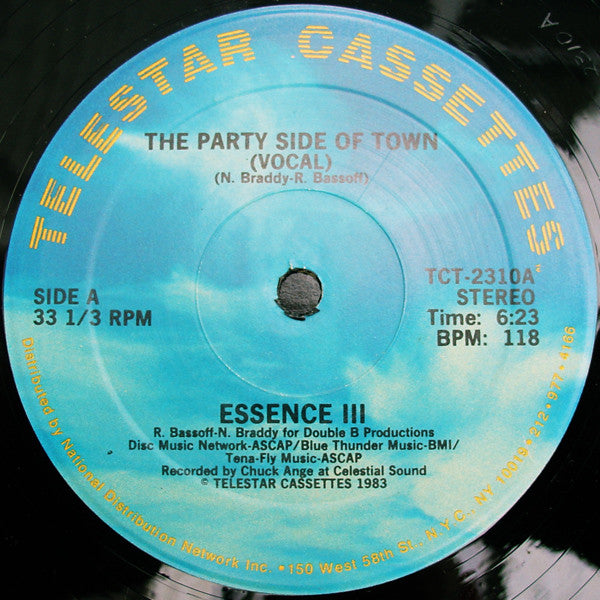 TELESTAR CASSETTES
THE PARTY SIDE OF TOWN
(VOCAL)
(N. Braddy-R. Bassoff)
SIDE A
33 1/3 RPM
TCT-2310A
STEREO
Time: 6:23
BPM: 118
ESSENCE III
R. Bassoff-N. Braddy for Double B Productions
Disc Music Network-ASCAP/Blue Thunder Music-BMI/
Tena-Fly Music-ASCAP
Recorded by Chuck Ange at Celestial Sound
© TELESTAR CASSETTES 1983
Distributed by National Distribution Network Inc. • 150 West 58th St., N.Y.C., NY 10019 • 212 • 977 • 4166
2310A